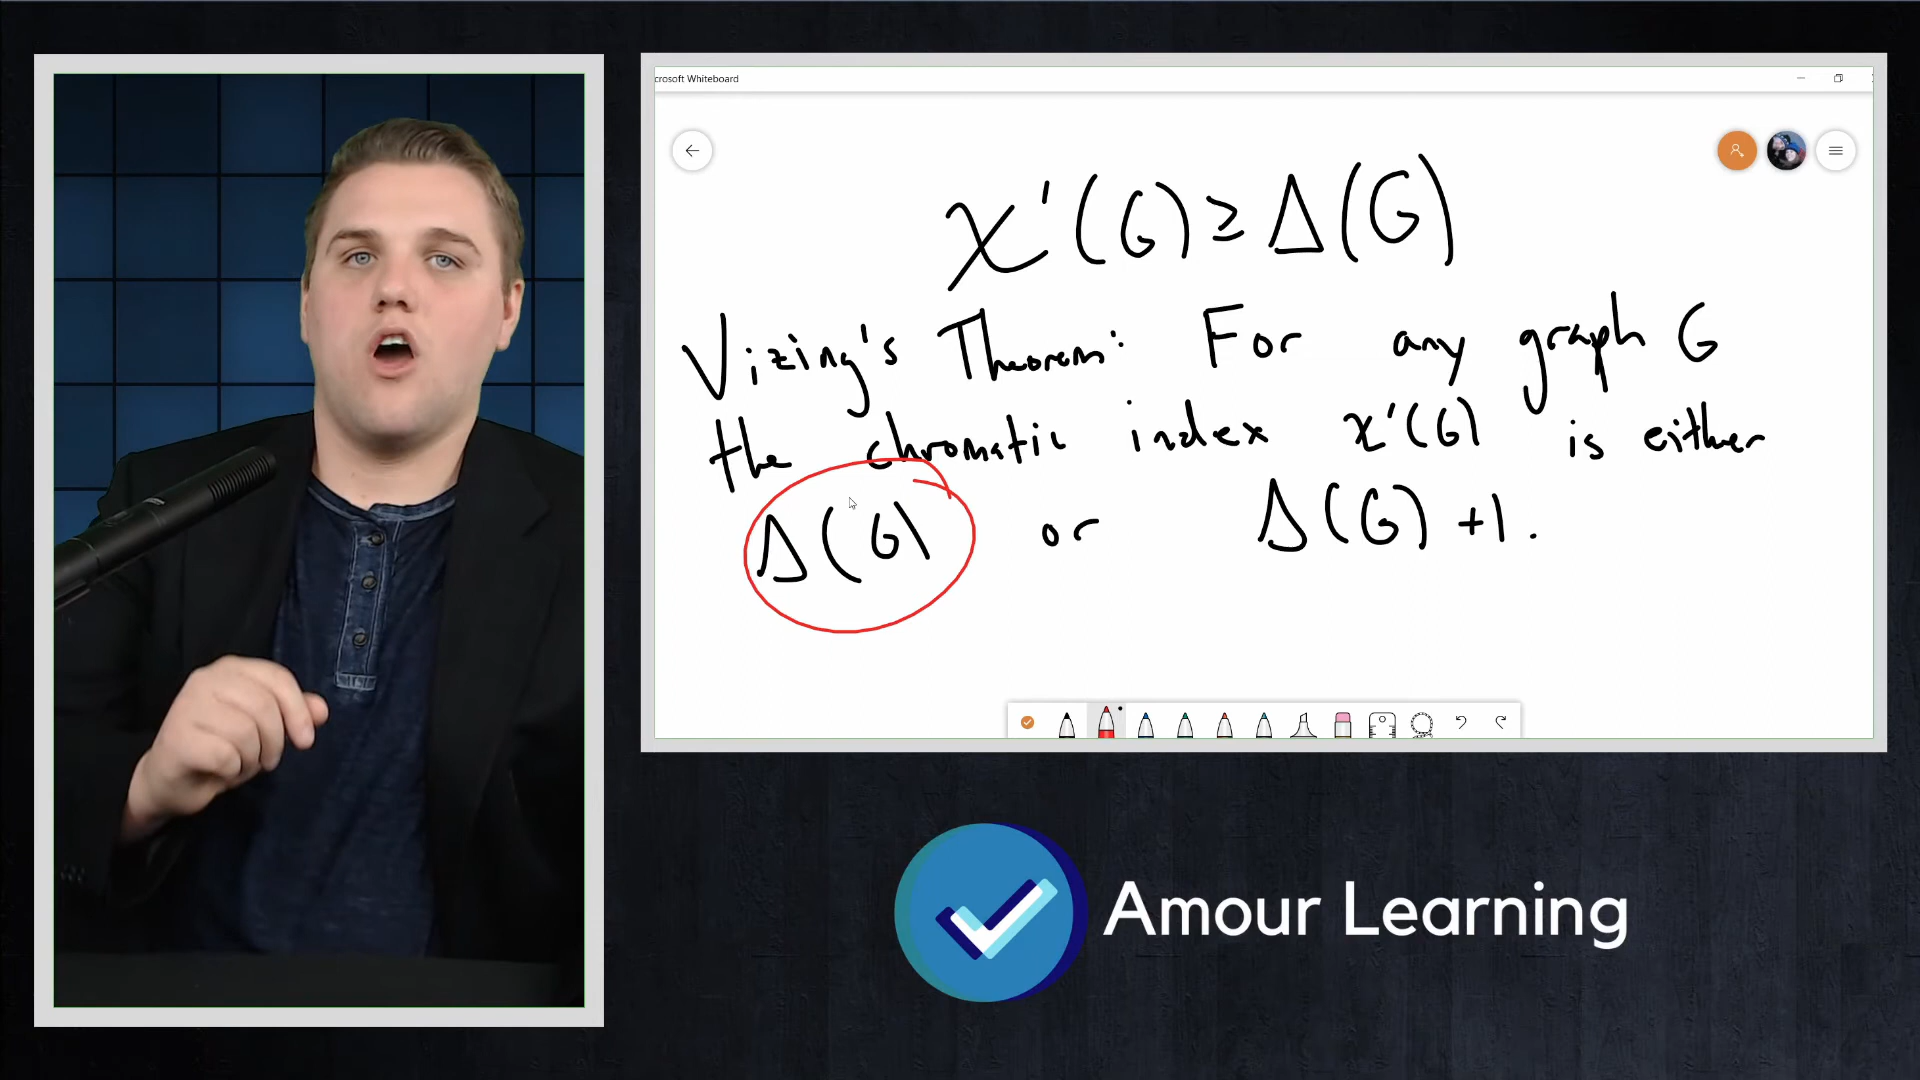 crosoft Whiteboard
χ'(G) ≥ Δ(G)
Vizing's Theorem: For any graph G
the chromatic index χ'(G) is either
Δ(G) or Δ(G)+1.
Amour Learning